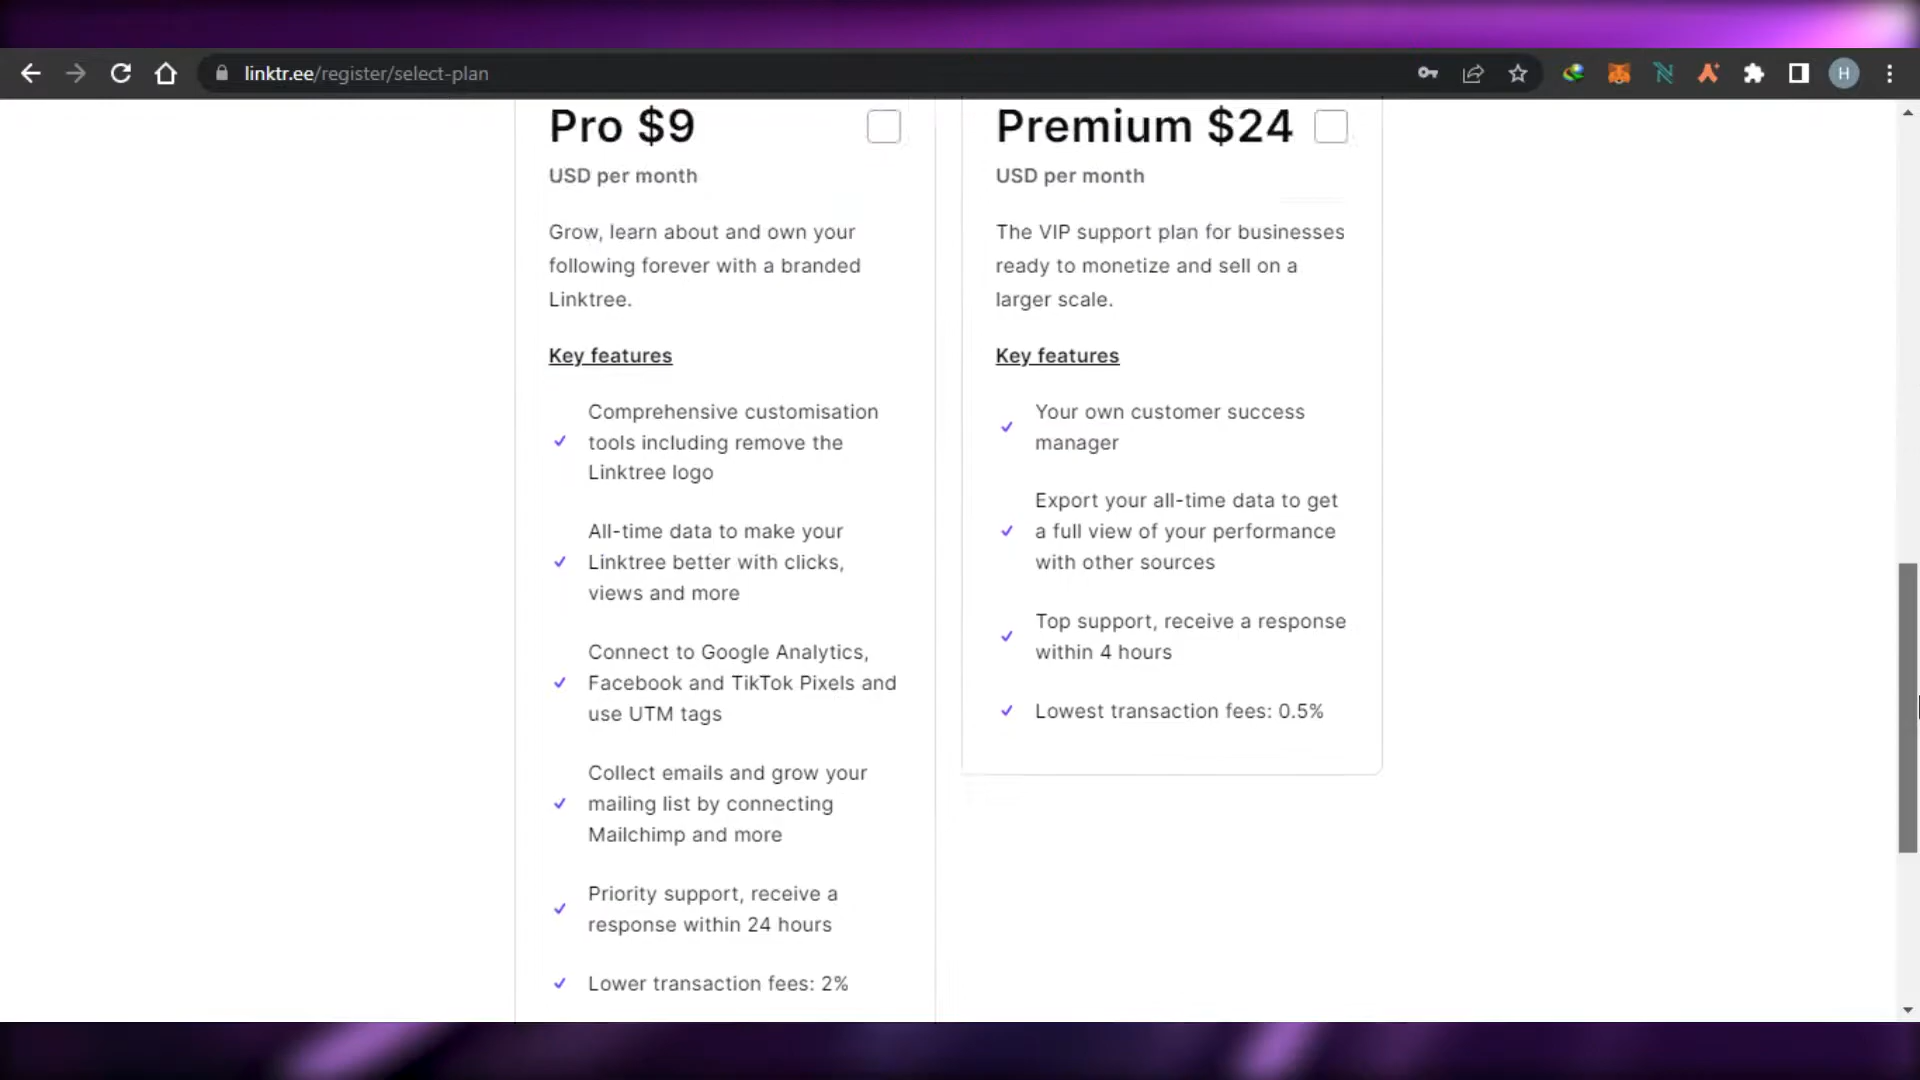 linktr.ee/register/select-plan
H
Pro $9
USD per month
Grow, learn about and own your
following forever with a branded
Linktree.
Key features
Comprehensive customisation
tools including remove the
Linktree logo
All-time data to make your
Linktree better with clicks,
views and more
Connect to Google Analytics,
Facebook and TikTok Pixels and
use UTM tags
Collect emails and grow your
mailing list by connecting
Mailchimp and more
Priority support, receive a
response within 24 hours
Lower transaction fees: 2%
Premium $24
USD per month
The VIP support plan for businesses
ready to monetize and sell on a
larger scale.
Key features
Your own customer success
manager
Export your all-time data to get
a full view of your performance
with other sources
Top support, receive a response
within 4 hours
Lowest transaction fees: 0.5%